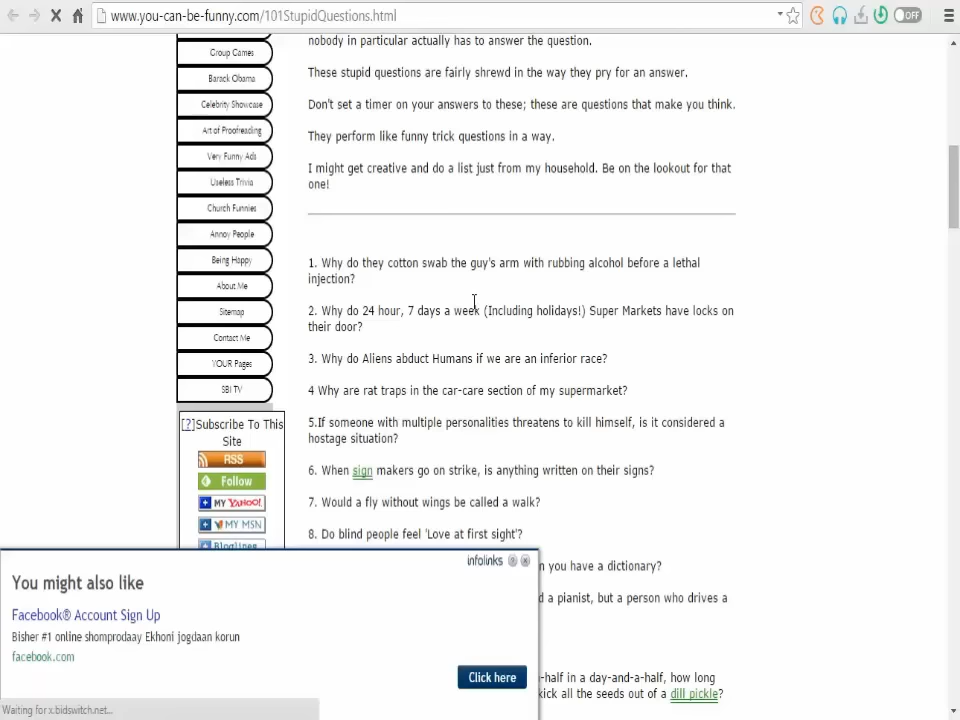 www.you-can-be-funny.com/101StupidQuestions.html
OFF
Group Games
Barack Obama
Celebrity Showcase
Art of Proofreading
Very Funny Ads
Useless Trivia
Church Funnies
Annoy People
Being Happy
About Me
Sitemap
Contact Me
YOUR Pages
SBI TV
[?]Subscribe To This
Site
RSS
Follow
MY YAHOO!
MY MSN
Bloglines
nobody in particular actually has to answer the question.
These stupid questions are fairly shrewd in the way they pry for an answer.
Don't set a timer on your answers to these; these are questions that make you think.
They perform like funny trick questions in a way.
I might get creative and do a list just from my household. Be on the lookout for that
one!
1. Why do they cotton swab the guy's arm with rubbing alcohol before a lethal
injection?
2. Why do 24 hour, 7 days a week (Including holidays!) Super Markets have locks on
their door?
3. Why do Aliens abduct Humans if we are an inferior race?
4 Why are rat traps in the car-care section of my supermarket?
5.If someone with multiple personalities threatens to kill himself, is it considered a
hostage situation?
6. When sign makers go on strike, is anything written on their signs?
7. Would a fly without wings be called a walk?
8. Do blind people feel 'Love at first sight'?
n you have a dictionary?
d a pianist, but a person who drives a
-half in a day-and-a-half, how long
kick all the seeds out of a dill pickle?
infolinks
You might also like
Facebook® Account Sign Up
Bisher #1 online shomprodaay Ekhoni jogdaan korun
facebook.com
Click here
Waiting for x.bidswitch.net...